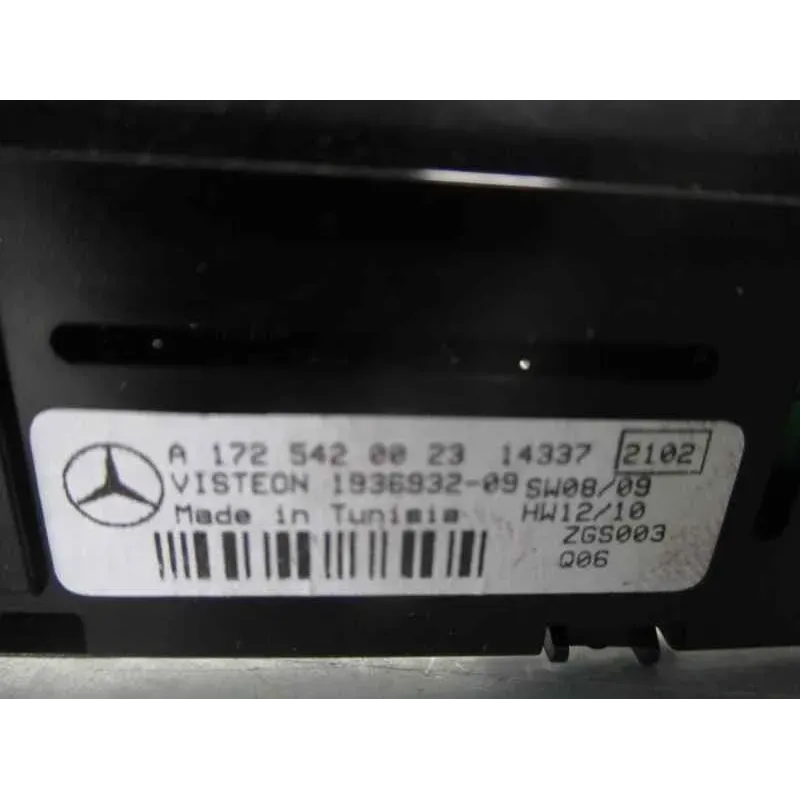 A 172 542 00 23 14337 2102
VISTEON 1936932-09 SW08/09
Made in Tunisia HW12/10
ZGS003
Q06